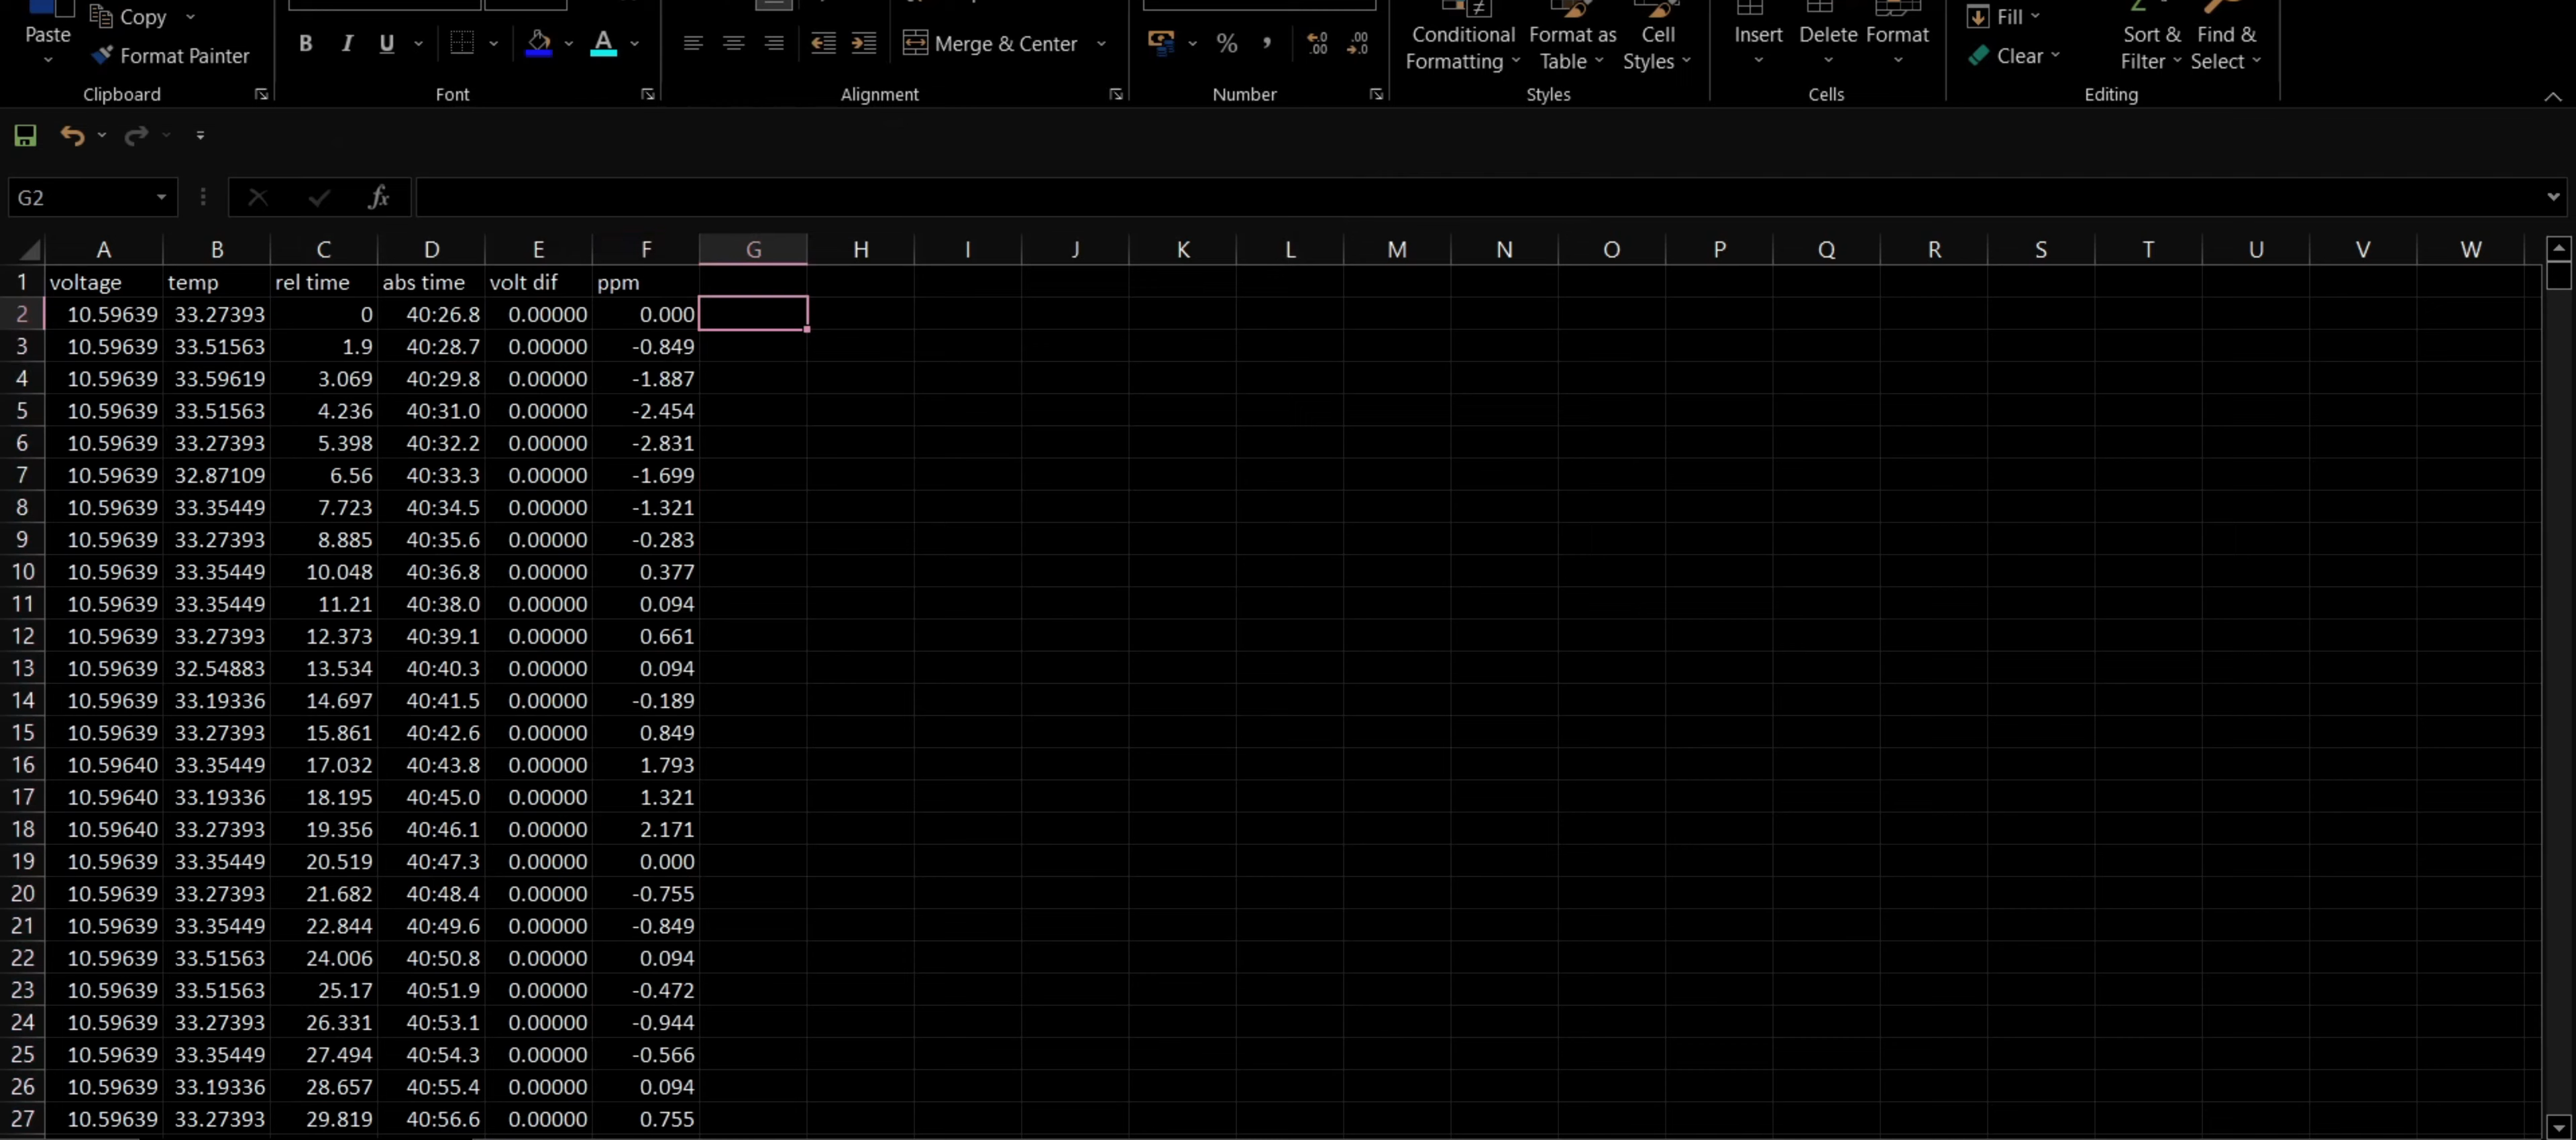 Paste
Copy
Format Painter
Clipboard
B I U
A
Font
Merge & Center
Alignment
% 9 .00 .00 .0
Number
Conditional Formatting
Format as Table
Cell Styles
Styles
Insert
Delete
Format
Cells
Fill
Clear
Sort & Filter
Find & Select
Editing
G2 fx
A B C D E F G H I J K L M N O P Q R S T U V W
1 voltage temp rel time abs time volt dif ppm
2 10.59639 33.27393 0 40:26.8 0.00000 0.000
3 10.59639 33.51563 1.9 40:28.7 0.00000 -0.849
4 10.59639 33.59619 3.069 40:29.8 0.00000 -1.887
5 10.59639 33.51563 4.236 40:31.0 0.00000 -2.454
6 10.59639 33.27393 5.398 40:32.2 0.00000 -2.831
7 10.59639 32.87109 6.56 40:33.3 0.00000 -1.699
8 10.59639 33.35449 7.723 40:34.5 0.00000 -1.321
9 10.59639 33.27393 8.885 40:35.6 0.00000 -0.283
10 10.59639 33.35449 10.048 40:36.8 0.00000 0.377
11 10.59639 33.35449 11.21 40:38.0 0.00000 0.094
12 10.59639 33.27393 12.373 40:39.1 0.00000 0.661
13 10.59639 32.54883 13.534 40:40.3 0.00000 0.094
14 10.59639 33.19336 14.697 40:41.5 0.00000 -0.189
15 10.59639 33.27393 15.861 40:42.6 0.00000 0.849
16 10.59640 33.35449 17.032 40:43.8 0.00000 1.793
17 10.59640 33.19336 18.195 40:45.0 0.00000 1.321
18 10.59640 33.27393 19.356 40:46.1 0.00000 2.171
19 10.59639 33.35449 20.519 40:47.3 0.00000 0.000
20 10.59639 33.27393 21.682 40:48.4 0.00000 -0.755
21 10.59639 33.35449 22.844 40:49.6 0.00000 -0.849
22 10.59639 33.51563 24.006 40:50.8 0.00000 0.094
23 10.59639 33.51563 25.17 40:51.9 0.00000 -0.472
24 10.59639 33.27393 26.331 40:53.1 0.00000 -0.944
25 10.59639 33.35449 27.494 40:54.3 0.00000 -0.566
26 10.59639 33.19336 28.657 40:55.4 0.00000 0.094
27 10.59639 33.27393 29.819 40:56.6 0.00000 0.755